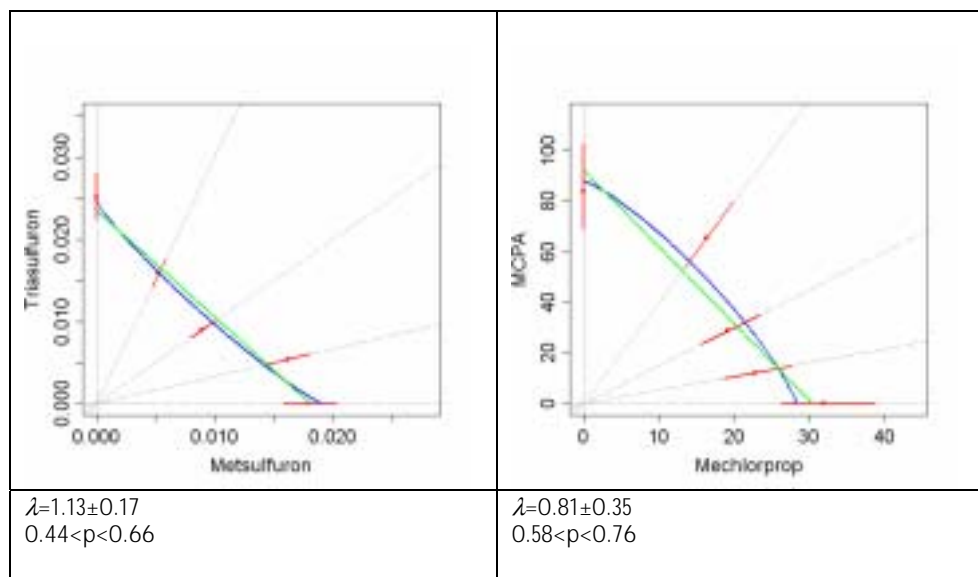 0.030
0.020
0.010
0.000
Triasulfuron
0.000 0.010 0.020
Metsulfuron
λ=1.13±0.17
0.44<p<0.66
100
80
60
40
20
0
MCPA
0 10 20 30 40
Mechlorprop
λ=0.81±0.35
0.58<p<0.76